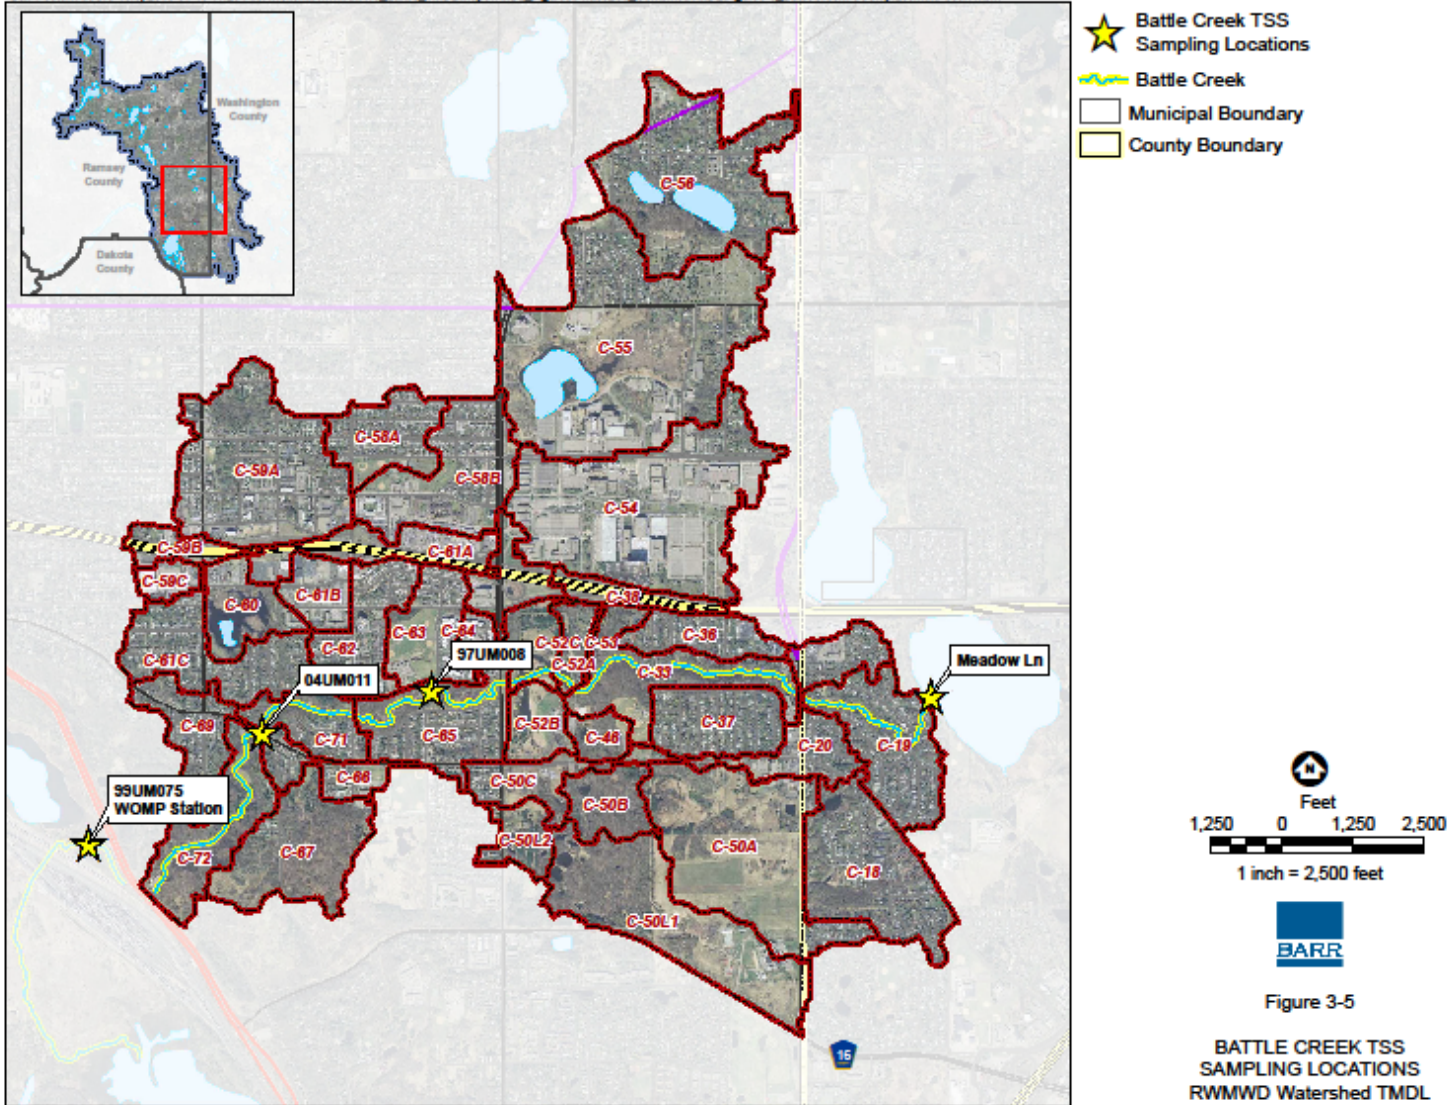 Washington
County
Ramsey
County
Dakota
County
Battle Creek TSS
Sampling Locations
Battle Creek
Municipal Boundary
County Boundary
C-56
C-55
C-58A
C-59A
C-58B
C-54
C-59B
C-61A
C-59C
C-38
C-60
C-61B
C-63
C-64
C-52C
C-53
C-36
C-62
97UM008
C-61C
C-52A
C-33
Meadow Ln
04UM011
C-69
C-71
C-65
C-52B
C-46
C-37
C-20
C-19
C-66
C-50C
C-50B
99UM075
WOMP Station
C-50L2
C-50A
C-72
C-67
C-18
C-50L1
16
N
Feet
1,250 0 1,250 2,500
1 inch = 2,500 feet
BARR
Figure 3-5
BATTLE CREEK TSS
SAMPLING LOCATIONS
RWMWD Watershed TMDL